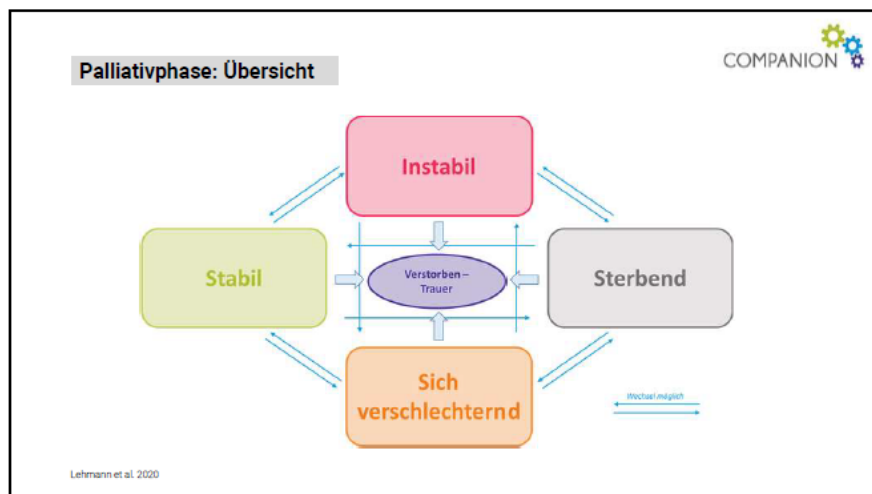 Palliativphase: Übersicht
COMPANION
Instabil
Stabil
Verstorben –
Trauer
Sterbend
Sich
verschlechternd
Wechsel möglich
Lehmann et al. 2020